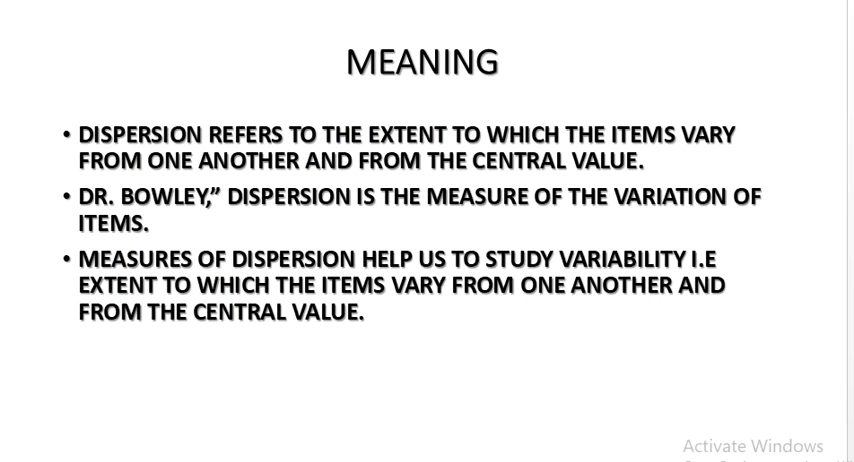 MEANING
• DISPERSION REFERS TO THE EXTENT TO WHICH THE ITEMS VARY
FROM ONE ANOTHER AND FROM THE CENTRAL VALUE.
• DR. BOWLEY,” DISPERSION IS THE MEASURE OF THE VARIATION OF
ITEMS.
• MEASURES OF DISPERSION HELP US TO STUDY VARIABILITY I.E
EXTENT TO WHICH THE ITEMS VARY FROM ONE ANOTHER AND
FROM THE CENTRAL VALUE.
Activate Windows